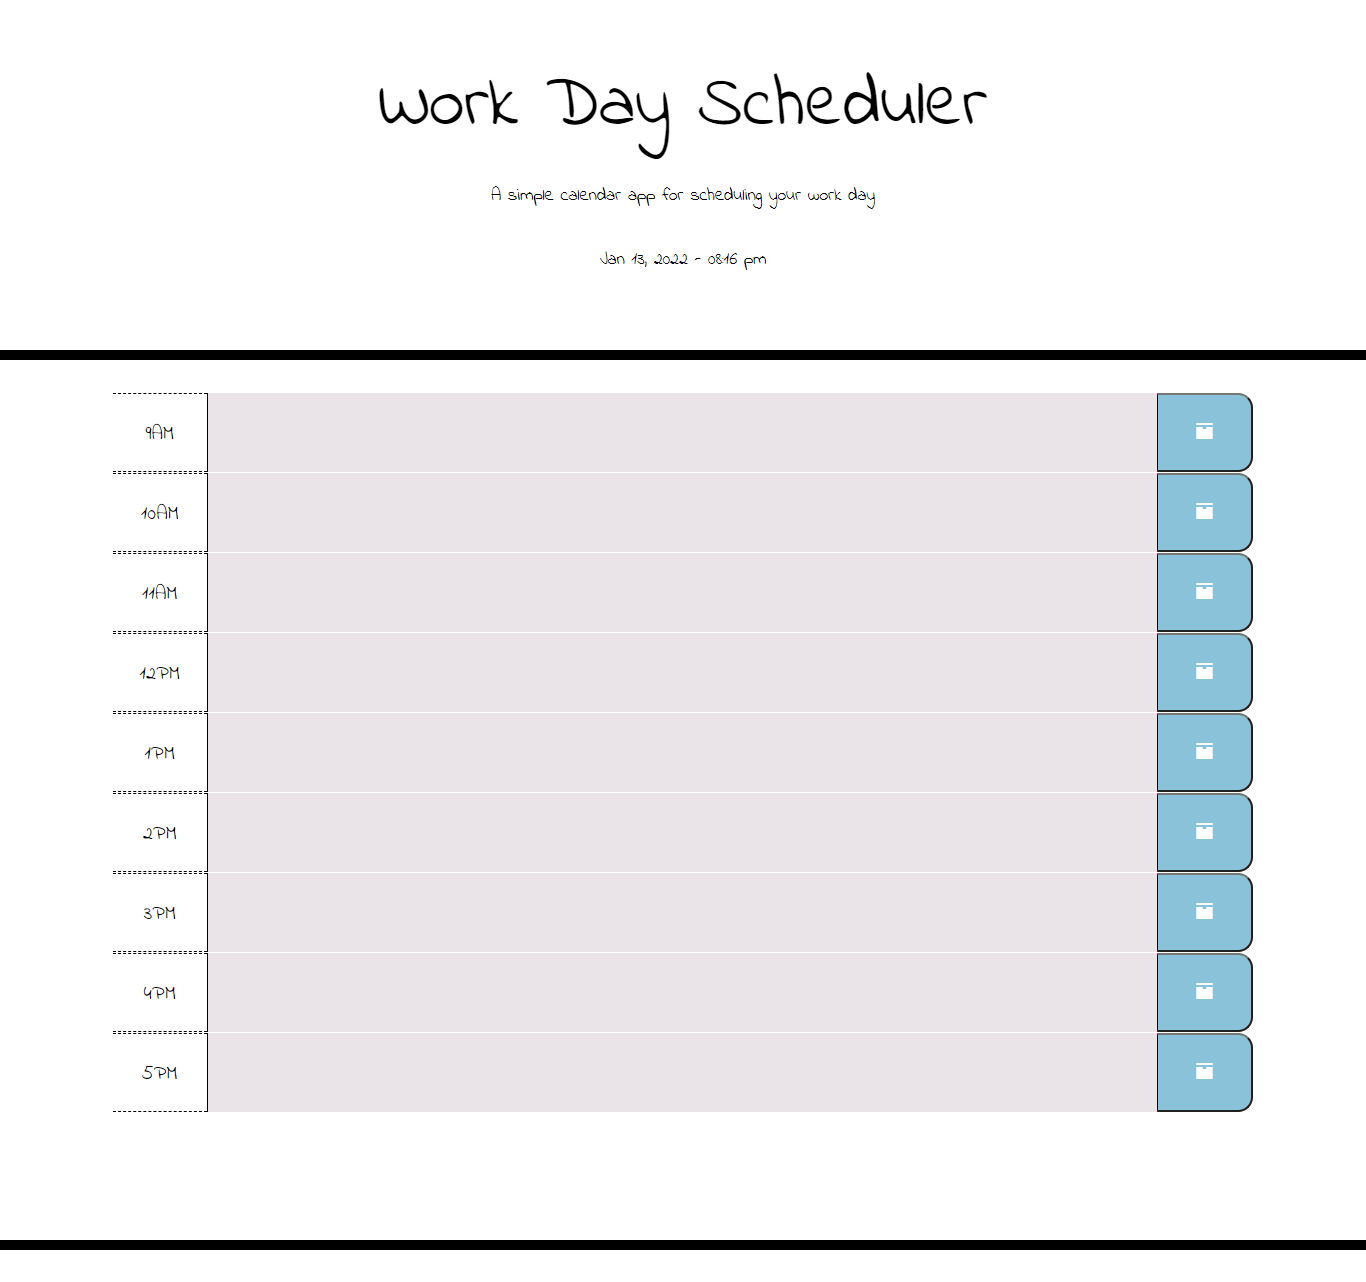 Work Day Scheduler
A simple calendar app for scheduling your work day
Jan 13, 2022 - 08:16 pm
9AM
10AM
11AM
12PM
1PM
2PM
3PM
4PM
5PM